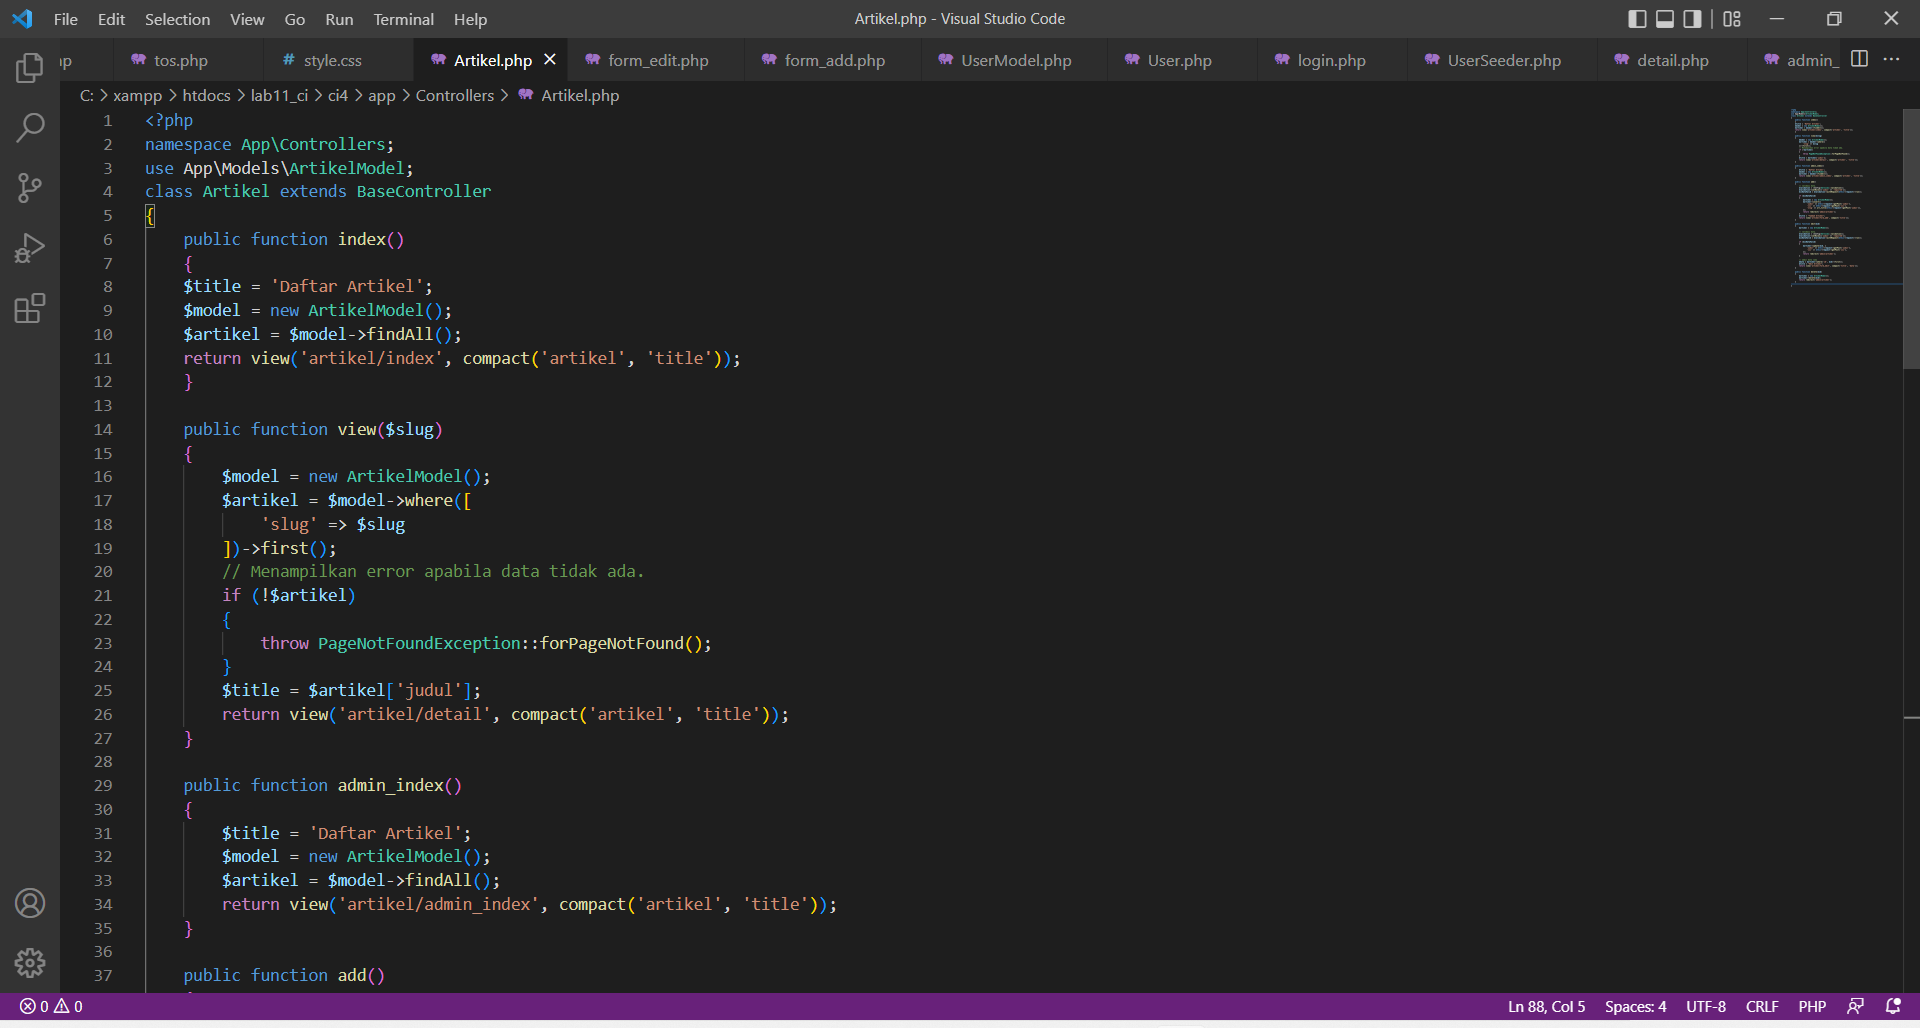 File Edit Selection View Go Run Terminal Help
Artikel.php - Visual Studio Code
tos.php # style.css Artikel.php form_edit.php form_add.php UserModel.php User.php login.php UserSeeder.php detail.php admin_
C: > xampp > htdocs > lab11_ci > ci4 > app > Controllers > Artikel.php
1 <?php
2 namespace App\Controllers;
3 use App\Models\ArtikelModel;
4 class Artikel extends BaseController
5 {
6     public function index()
7     {
8     $title = 'Daftar Artikel';
9     $model = new ArtikelModel();
10     $artikel = $model->findAll();
11     return view('artikel/index', compact('artikel', 'title'));
12     }
13
14     public function view($slug)
15     {
16         $model = new ArtikelModel();
17         $artikel = $model->where([
18             'slug' => $slug
19         ])->first();
20         // Menampilkan error apabila data tidak ada.
21         if (!$artikel)
22         {
23             throw PageNotFoundException::forPageNotFound();
24         }
25         $title = $artikel['judul'];
26         return view('artikel/detail', compact('artikel', 'title'));
27     }
28
29     public function admin_index()
30     {
31         $title = 'Daftar Artikel';
32         $model = new ArtikelModel();
33         $artikel = $model->findAll();
34         return view('artikel/admin_index', compact('artikel', 'title'));
35     }
36
37     public function add()
0 0 Ln 88, Col 5 Spaces: 4 UTF-8 CRLF PHP